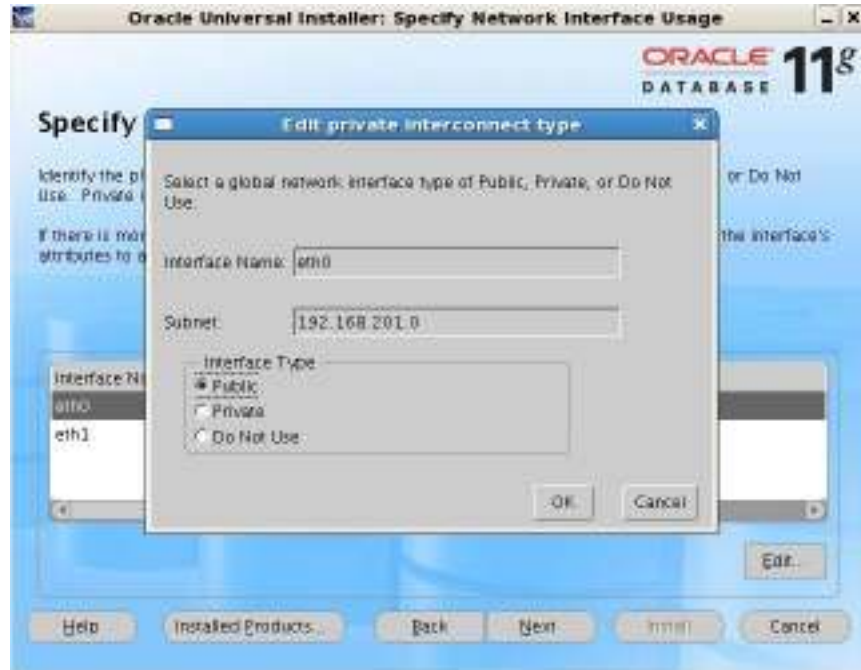 Oracle Universal Installer: Specify Network Interface Usage
ORACLE 11g
DATABASE
Specify
Edit private interconnect type
Identify the pl
or Do Not
Use. Private i
Select a global network interface type of Public, Private, or Do Not
Use:
If there is mor
the interface's
attributes to a
Interface Name: eth0
Subnet: 192.168.201.0
Interface Type
Public
Private
Do Not Use
Interface Na
eth0
eth1
OK
Cancel
Edit...
Help
Installed Products...
Back
Next
Install
Cancel